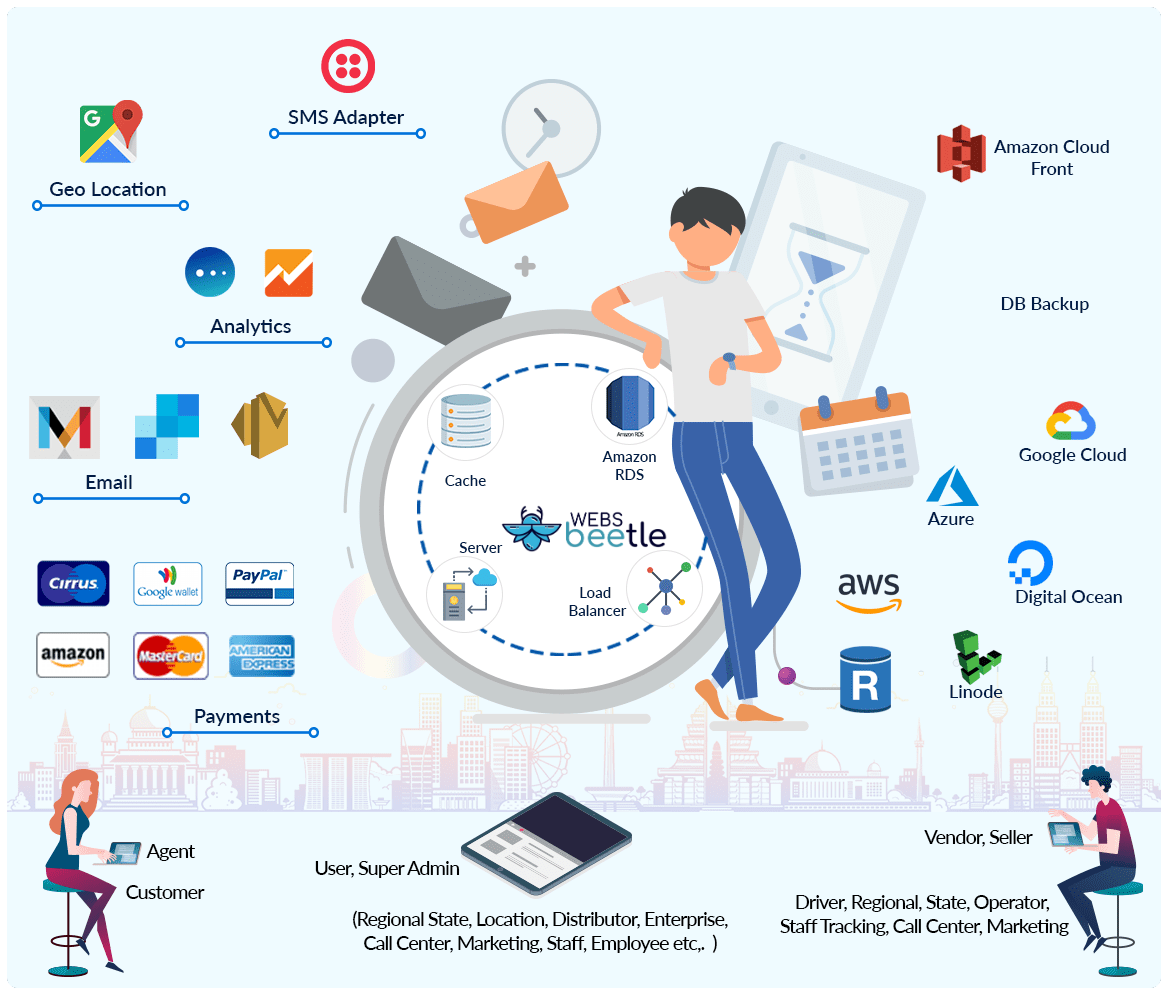 SMS Adapter
G
Geo Location
Amazon Cloud
Front
Analytics
DB Backup
Email
Cache
Amazon RDS
Amazon
RDS
Google Cloud
Azure
WEBS
beetle
Server
Load
Balancer
Cirrus
Google wallet
PayPal
aws
Digital Ocean
amazon
MasterCard
AMERICAN
EXPRESS
R
Linode
Payments
Agent
Customer
User, Super Admin
(Regional State, Location, Distributor, Enterprise,
Call Center, Marketing, Staff, Employee etc,. )
Vendor, Seller
Driver, Regional, State, Operator,
Staff Tracking, Call Center, Marketing